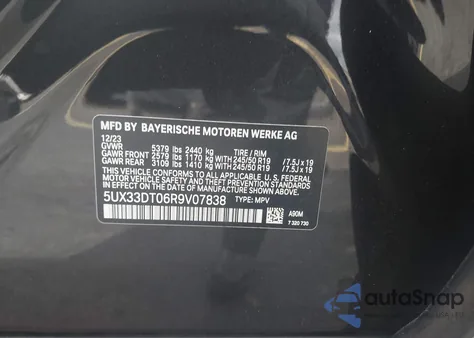 MFD BY BAYERISCHE MOTOREN WERKE AG
12/23
GVWR 5379 lbs 2440 kg TIRE / RIM
GAWR FRONT 2579 lbs 1170 kg WITH 245/50 R19 /7.5J x 19
GAWR REAR 3109 lbs 1410 kg WITH 245/50 R19 /7.5J x 19
THIS VEHICLE CONFORMS TO ALL APPLICABLE FEDERAL
MOTOR VEHICLE SAFETY AND THEFT PREVENTION
STANDARDS IN EFFECT ON THE DATE OF
MANUFACTURE SHOWN ABOVE.
5UX33DT06R9V07838 TYPE: MPV
A90M
7 320 730
autoSnap